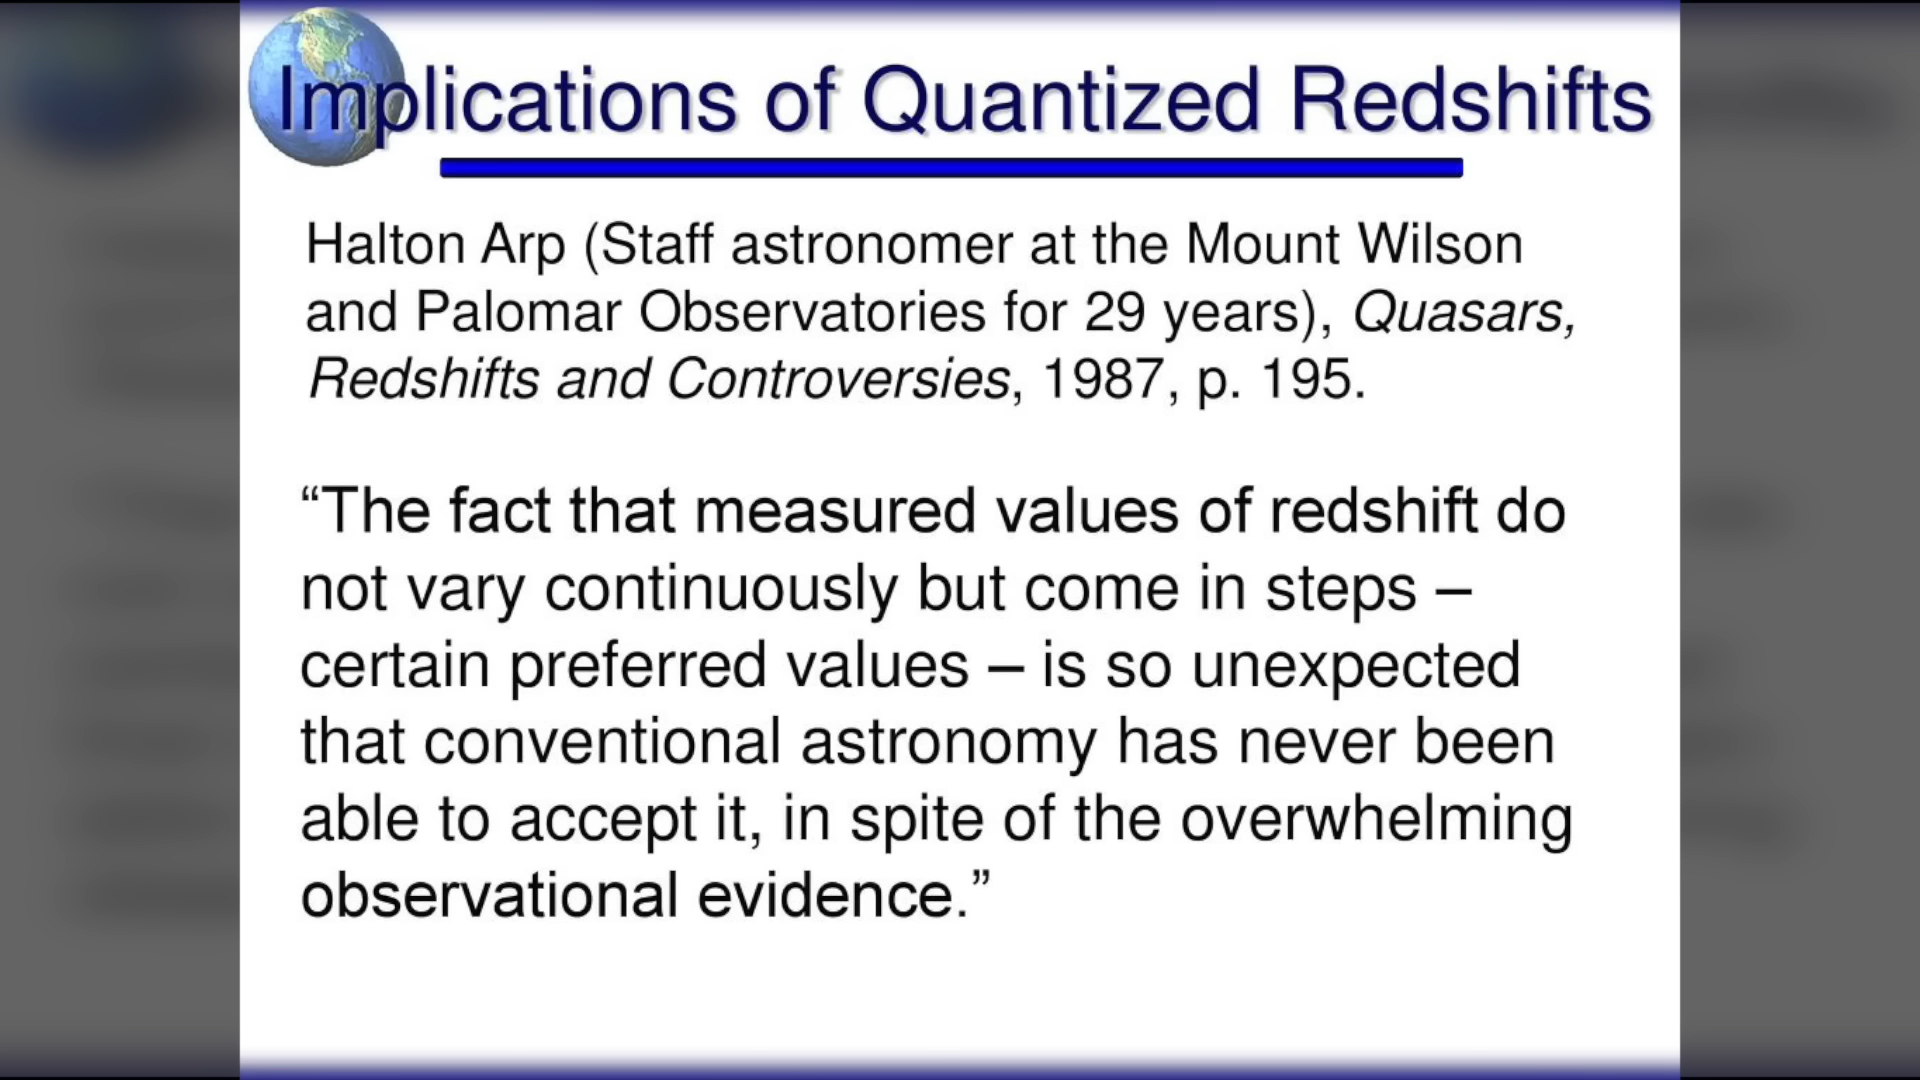 Implications of Quantized Redshifts
Halton Arp (Staff astronomer at the Mount Wilson
and Palomar Observatories for 29 years), Quasars,
Redshifts and Controversies, 1987, p. 195.
“The fact that measured values of redshift do
not vary continuously but come in steps –
certain preferred values – is so unexpected
that conventional astronomy has never been
able to accept it, in spite of the overwhelming
observational evidence.”